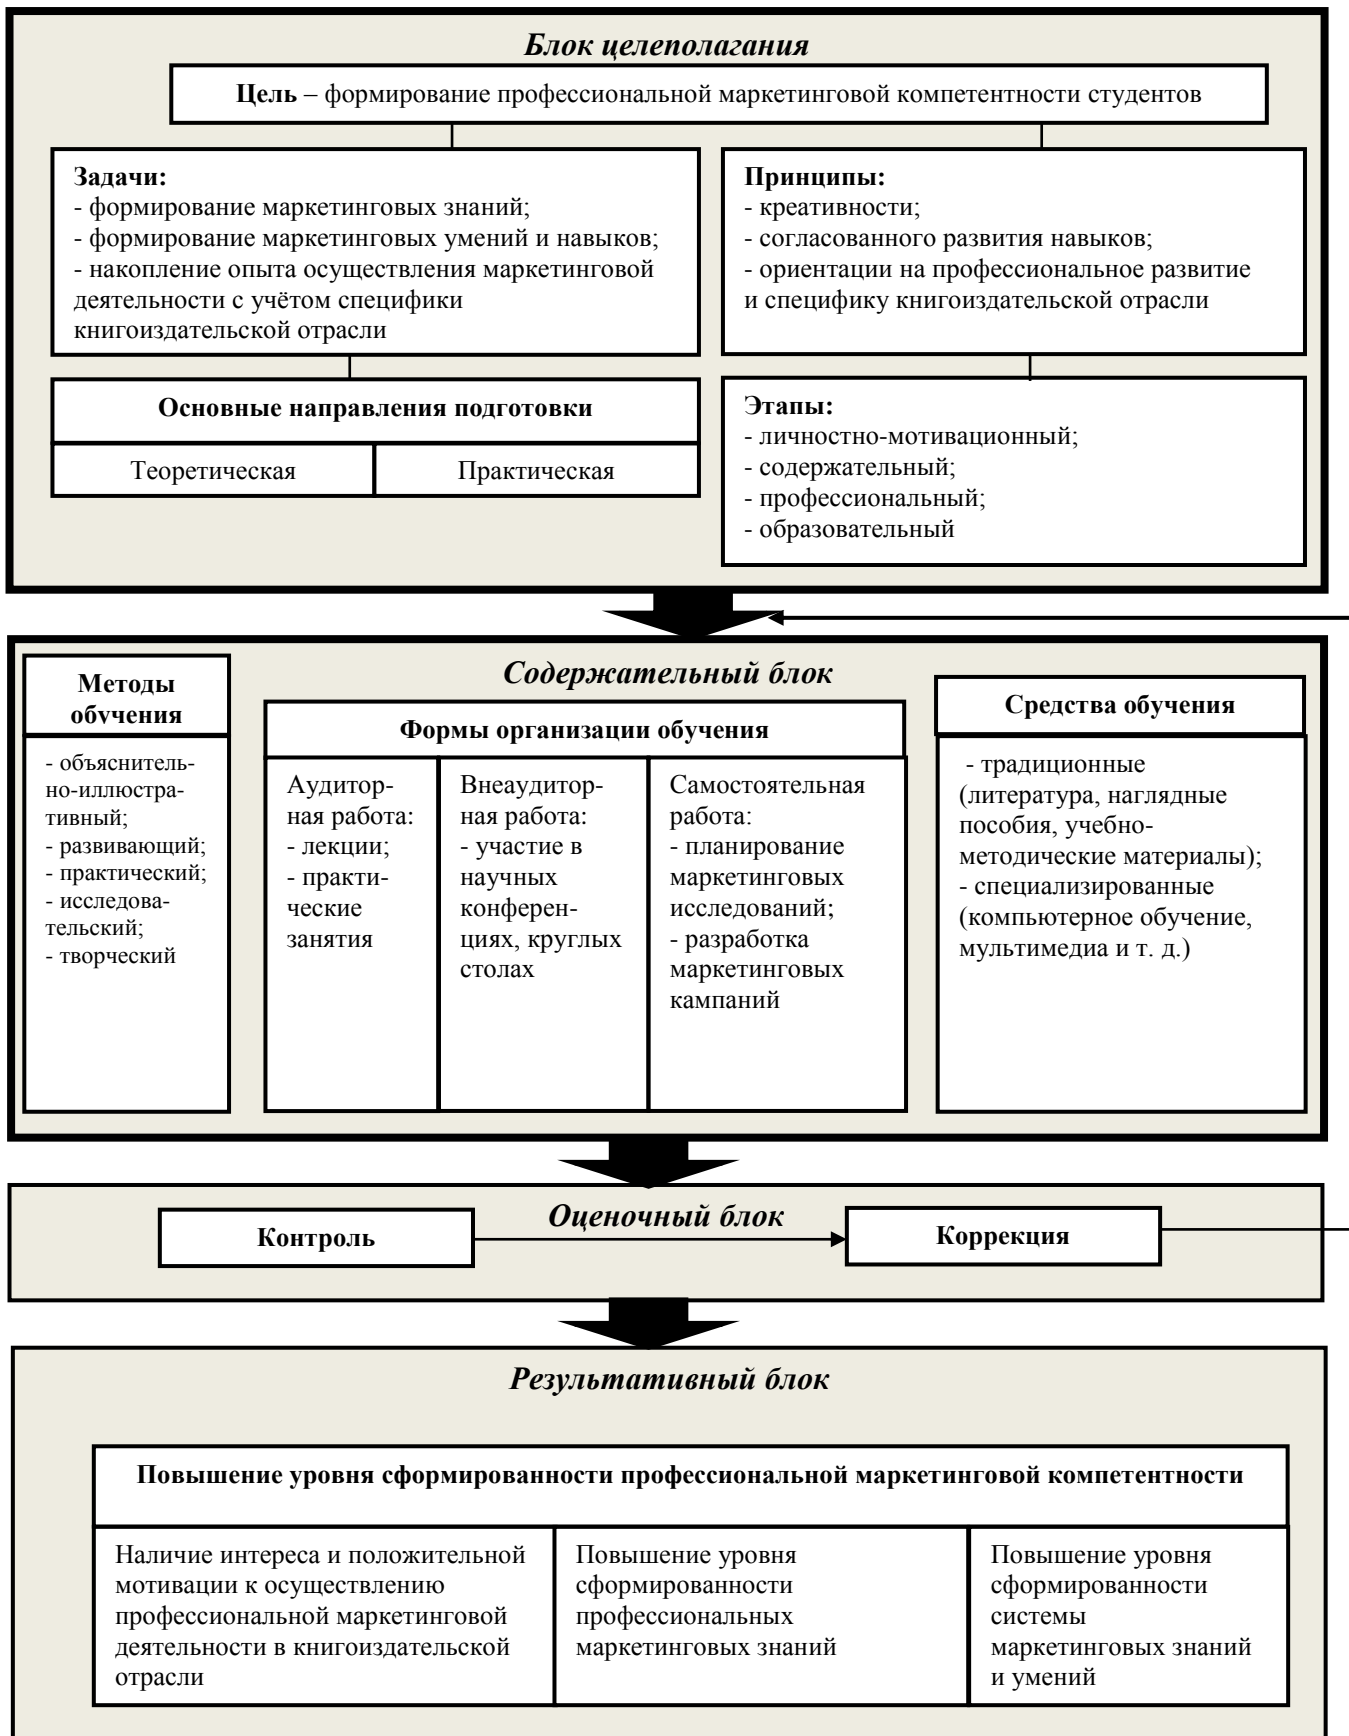 Блок целеполагания
Цель – формирование профессиональной маркетинговой компетентности студентов
Задачи:
- формирование маркетинговых знаний;
- формирование маркетинговых умений и навыков;
- накопление опыта осуществления маркетинговой
деятельности с учётом специфики
книгоиздательской отрасли
Основные направления подготовки
Теоретическая
Практическая
Принципы:
- креативности;
- согласованного развития навыков;
- ориентации на профессиональное развитие
и специфику книгоиздательской отрасли
Этапы:
- личностно-мотивационный;
- содержательный;
- профессиональный;
- образовательный
Содержательный блок
Методы
обучения
- объяснитель-
но-иллюстра-
тивный;
- развивающий;
- практический;
- исследова-
тельский;
- творческий
Формы организации обучения
Аудитор-
ная работа:
- лекции;
- практи-
ческие
занятия
Внеаудитор-
ная работа:
- участие в
научных
конферен-
циях, круглых
столах
Самостоятельная
работа:
- планирование
маркетинговых
исследований;
- разработка
маркетинговых
кампаний
Средства обучения
- традиционные
(литература, наглядные
пособия, учебно-
методические материалы);
- специализированные
(компьютерное обучение,
мультимедиа и т. д.)
Оценочный блок
Контроль
Коррекция
Результативный блок
Повышение уровня сформированности профессиональной маркетинговой компетентности
Наличие интереса и положительной
мотивации к осуществлению
профессиональной маркетинговой
деятельности в книгоиздательской
отрасли
Повышение уровня
сформированности
профессиональных
маркетинговых знаний
Повышение уровня
сформированности
системы
маркетинговых знаний
и умений